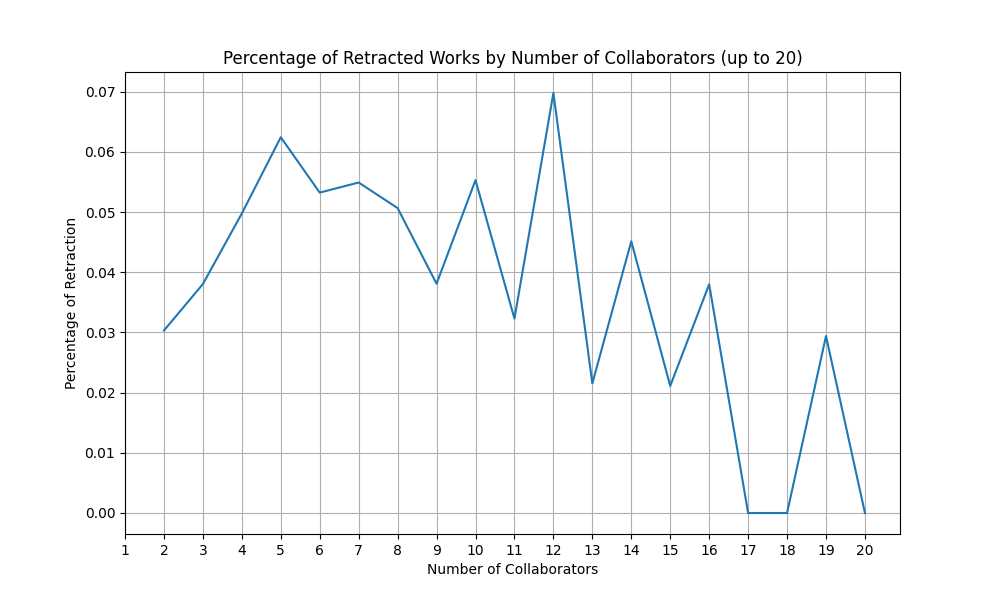 Percentage of Retracted Works by Number of Collaborators (up to 20)
Percentage of Retraction
0.07
0.06
0.05
0.04
0.03
0.02
0.01
0.00
1 2 3 4 5 6 7 8 9 10 11 12 13 14 15 16 17 18 19 20
Number of Collaborators